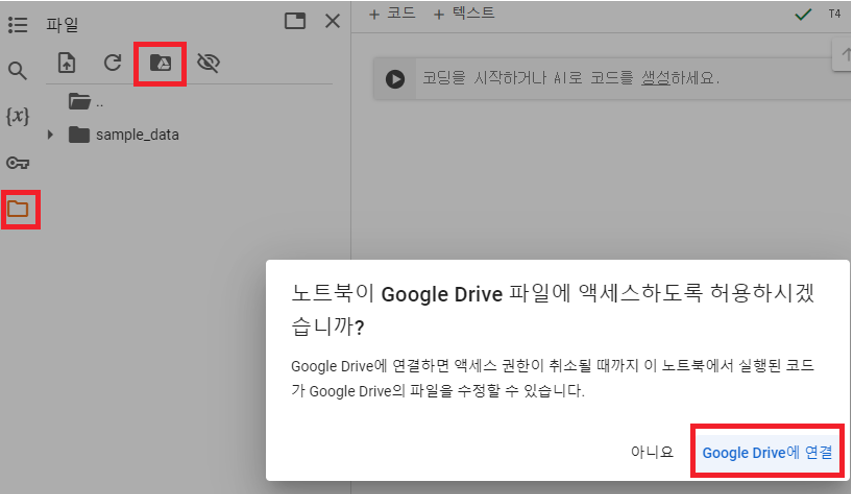 파일
+ 코드 + 텍스트
T4
{x}
..
sample_data
코딩을 시작하거나 AI로 코드를 생성하세요.
노트북이 Google Drive 파일에 액세스하도록 허용하시겠
습니까?
Google Drive에 연결하면 액세스 권한이 취소될 때까지 이 노트북에서 실행된 코드
가 Google Drive의 파일을 수정할 수 있습니다.
아니요
Google Drive에 연결